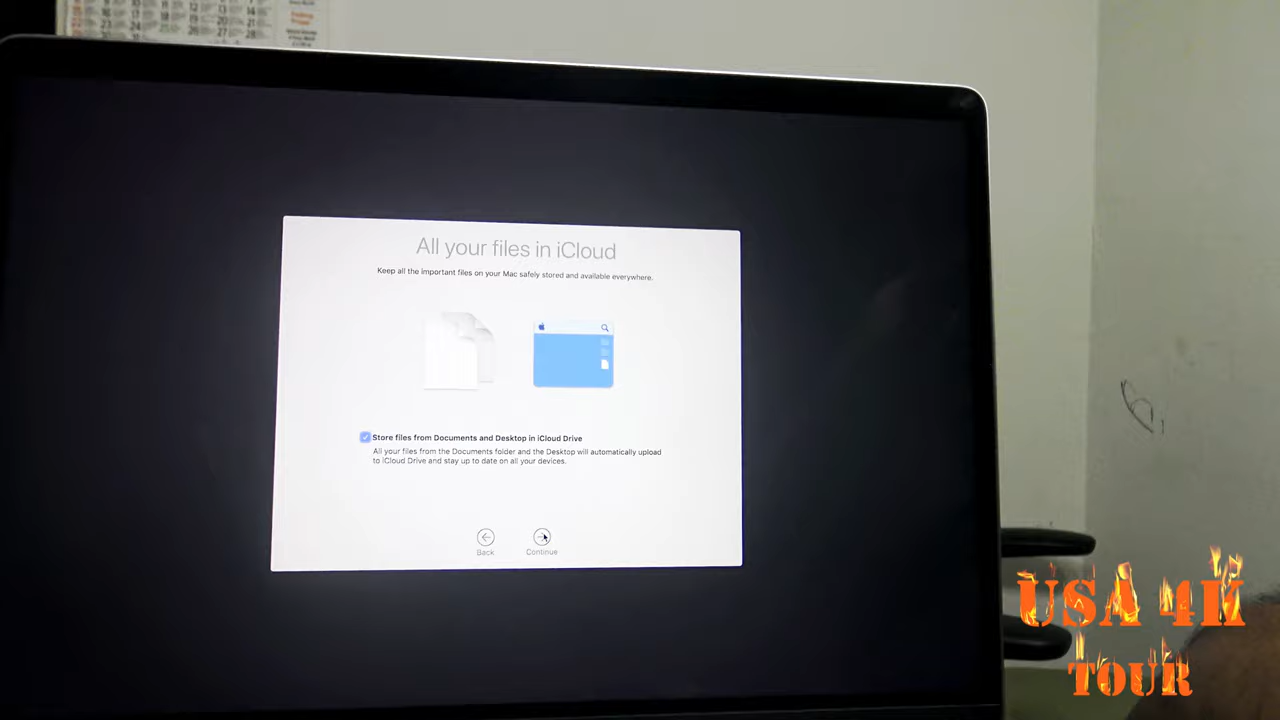 All your files in iCloud
Keep all the important files on your Mac safely stored and available everywhere.
Store files from Documents and Desktop in iCloud Drive
All your files from the Documents folder and the Desktop will automatically upload
to iCloud Drive and stay up to date on all your devices.
Back
Continue
USA 4K
TOUR